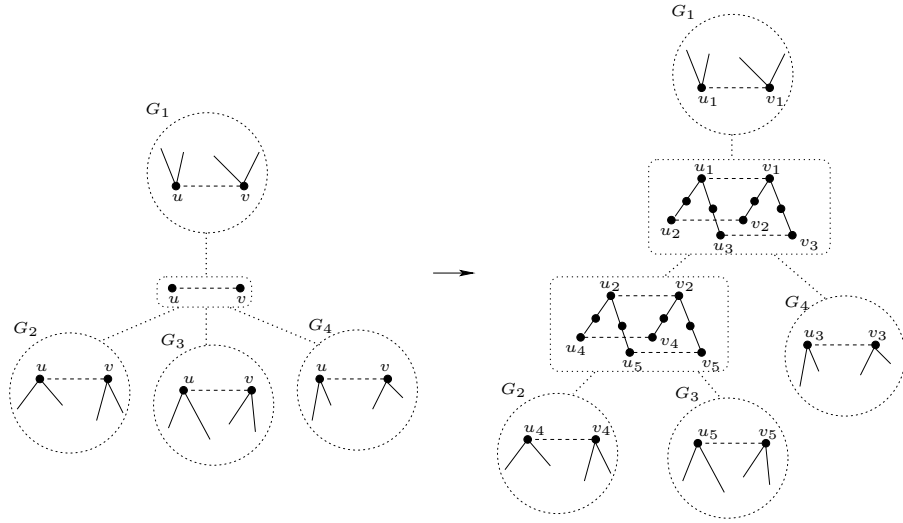 G₁
u v
u v
G₂
u v
G₃
u v
G₄
u v
G₁
u₁ v₁
u₁ v₁
u₂ v₂
u₃ v₃
u₂ v₂
u₄ v₄
u₅ v₅
G₄
u₃ v₃
G₂
u₄ v₄
G₃
u₅ v₅